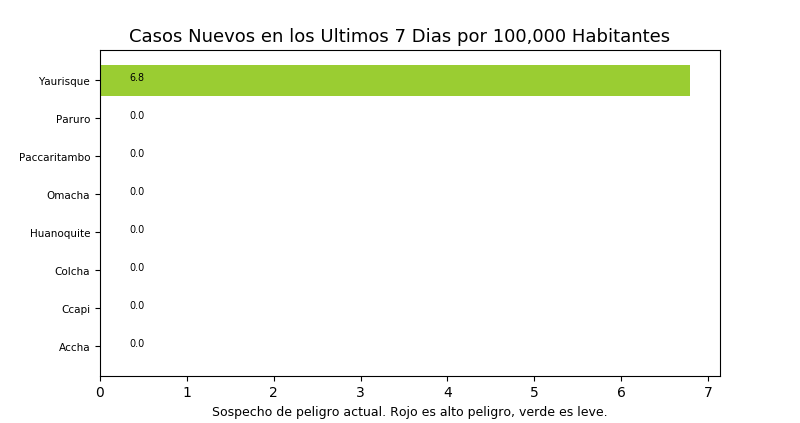 Casos Nuevos en los Ultimos 7 Dias por 100,000 Habitantes
Yaurisque 6.8
Paruro 0.0
Paccaritambo 0.0
Omacha 0.0
Huanoquite 0.0
Colcha 0.0
Ccapi 0.0
Accha 0.0
0 1 2 3 4 5 6 7
Sospecho de peligro actual. Rojo es alto peligro, verde es leve.